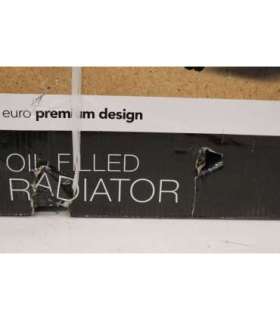 euro premium design
OIL FILLED
RADIATOR